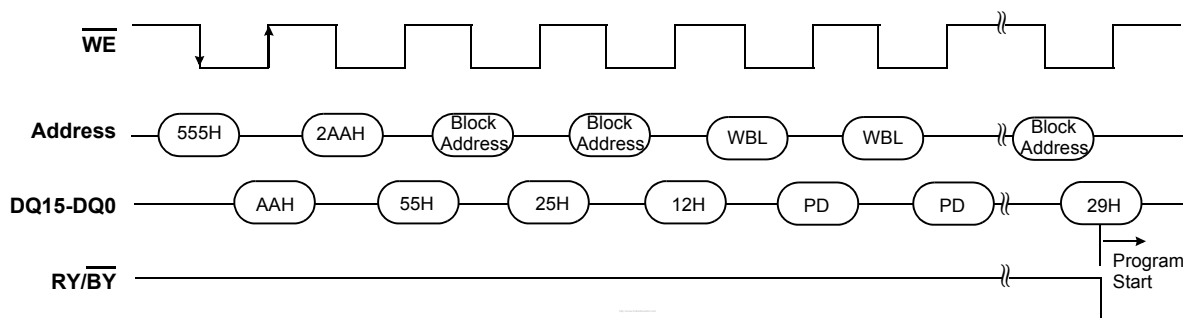 WE
Address 555H 2AAH Block Address Block Address WBL WBL Block Address
DQ15-DQ0 AAH 55H 25H 12H PD PD 29H
Program
Start
RY/BY